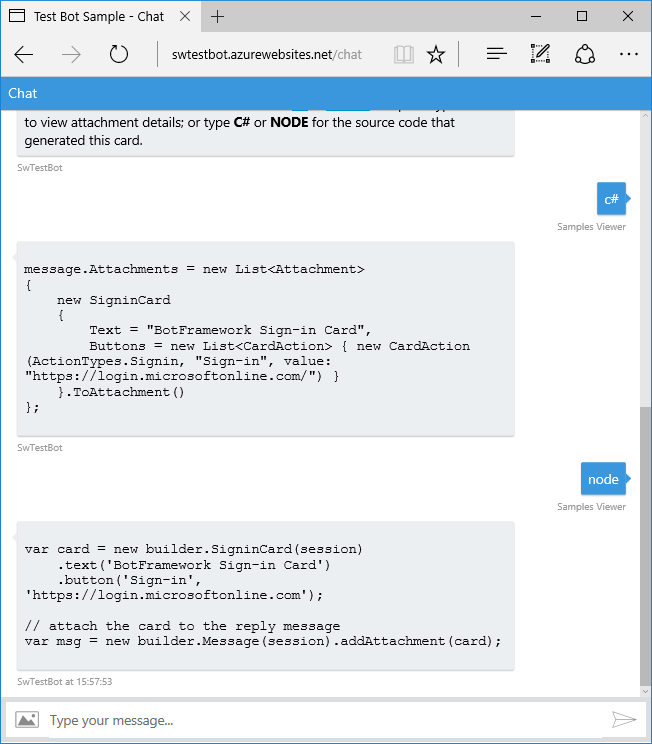 Test Bot Sample - Chat
swtestbot.azurewebsites.net/chat
Chat
to view attachment details; or type C# or NODE for the source code that
generated this card.
SwTestBot
c#
Samples Viewer
message.Attachments = new List<Attachment>
{
    new SigninCard
    {
        Text = "BotFramework Sign-in Card",
        Buttons = new List<CardAction> { new CardAction
(ActionTypes.Signin, "Sign-in", value:
"https://login.microsoftonline.com/") }
    }.ToAttachment()
};
SwTestBot
node
Samples Viewer
var card = new builder.SigninCard(session)
    .text('BotFramework Sign-in Card')
    .button('Sign-in',
'https://login.microsoftonline.com');
// attach the card to the reply message
var msg = new builder.Message(session).addAttachment(card);
SwTestBot at 15:57:53
Type your message...